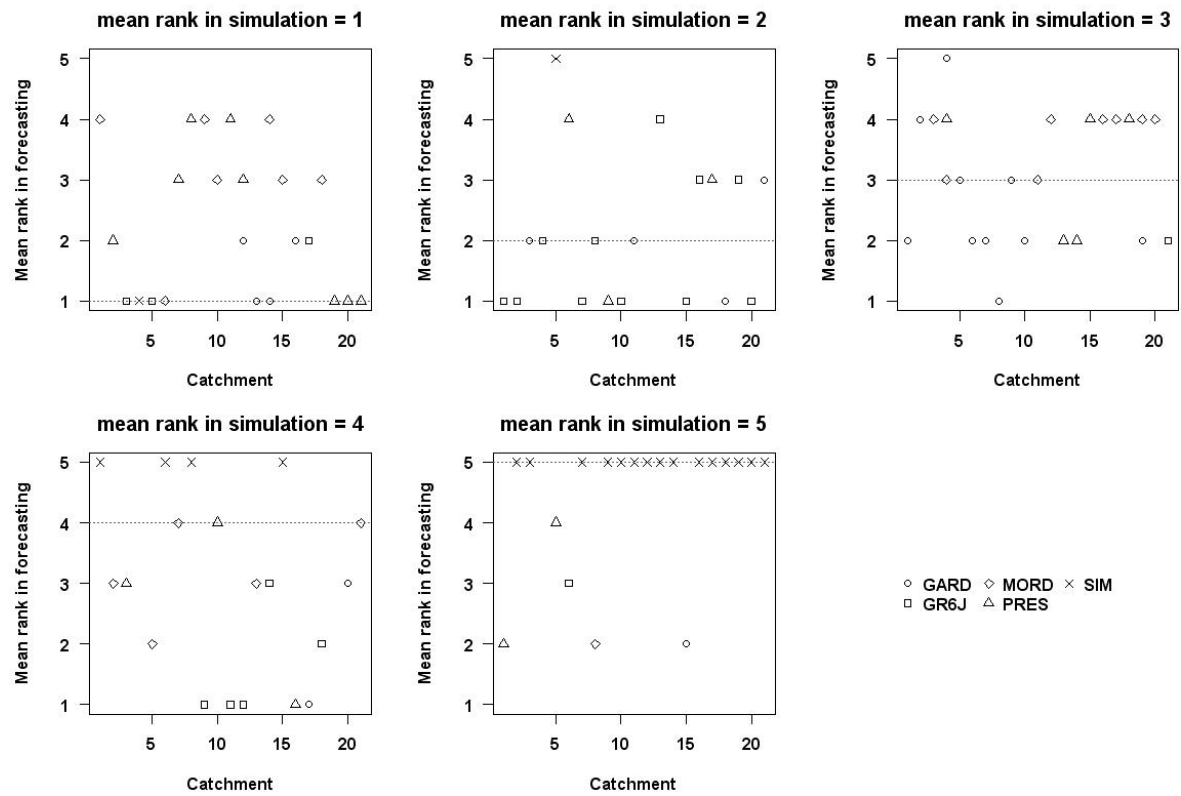 mean rank in simulation = 1
Mean rank in forecasting
5
4
3
2
1
5 10 15 20
Catchment
mean rank in simulation = 2
Mean rank in forecasting
5
4
3
2
1
5 10 15 20
Catchment
mean rank in simulation = 3
Mean rank in forecasting
5
4
3
2
1
5 10 15 20
Catchment
mean rank in simulation = 4
Mean rank in forecasting
5
4
3
2
1
5 10 15 20
Catchment
mean rank in simulation = 5
Mean rank in forecasting
5
4
3
2
1
5 10 15 20
Catchment
GARD MORD SIM
GR6J PRES